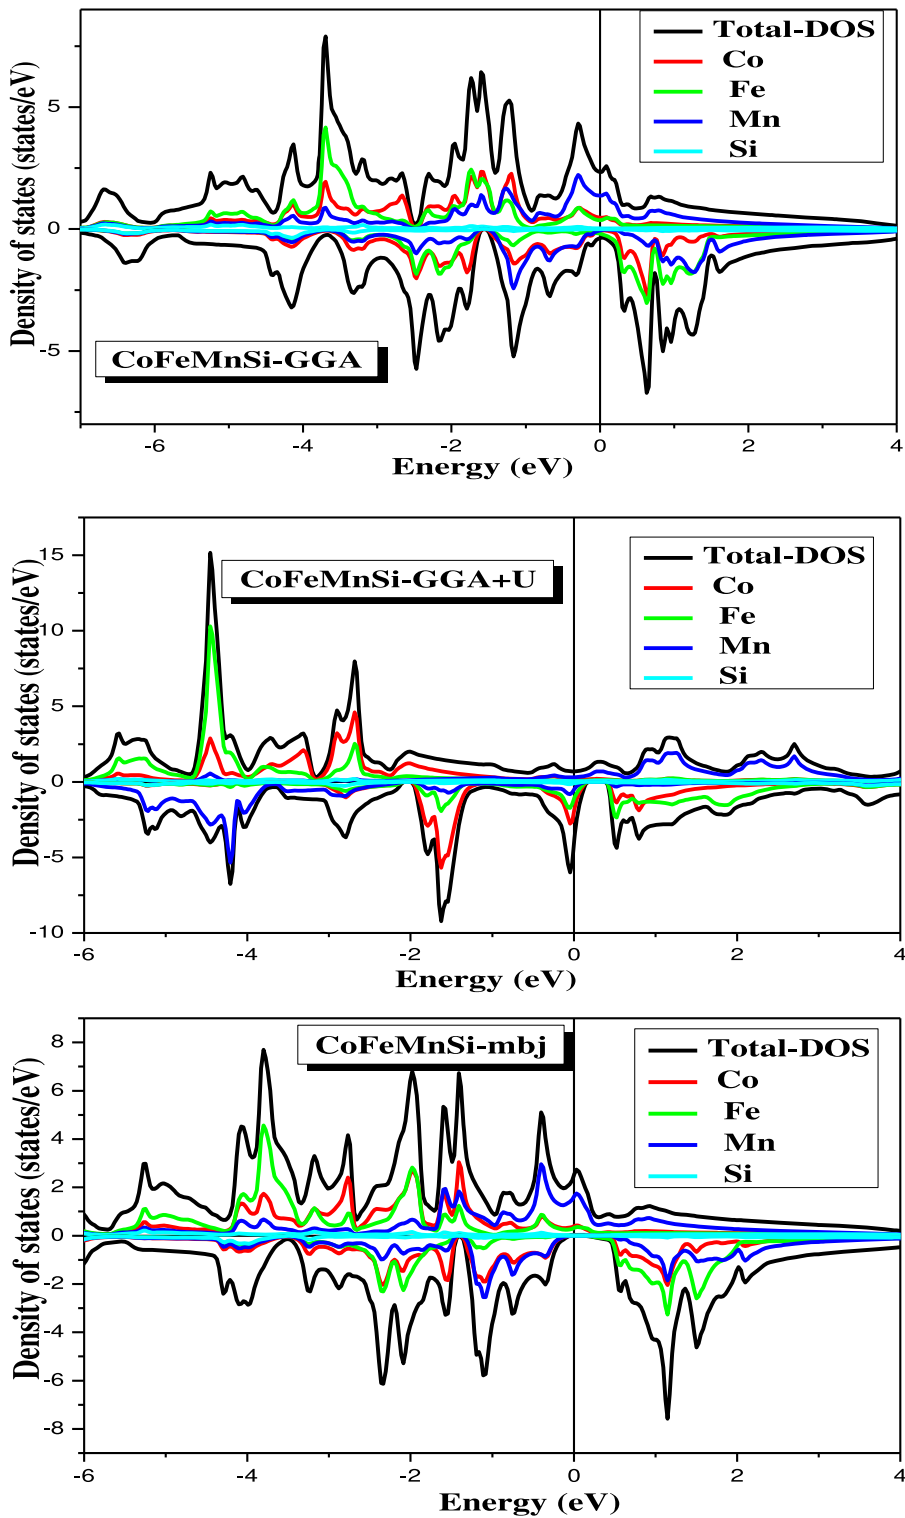 Density of states (states/eV)
5
0
-5
Total-DOS
Co
Fe
Mn
Si
CoFeMnSi-GGA
-6 -4 -2 0 2 4
Energy (eV)
Density of states (states/eV)
15
10
5
0
-5
-10
CoFeMnSi-GGA+U
Total-DOS
Co
Fe
Mn
Si
-6 -4 -2 0 2 4
Energy (eV)
Density of states (states/eV)
8
6
4
2
0
-2
-4
-6
-8
CoFeMnSi-mbj
Total-DOS
Co
Fe
Mn
Si
-6 -4 -2 0 2 4
Energy (eV)